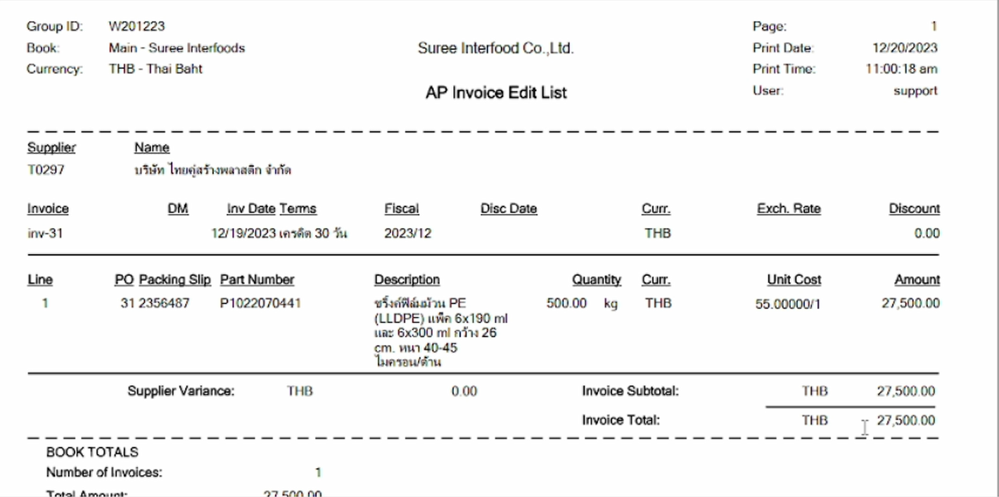 Group ID: W201223 Page: 1
Book: Main - Suree Interfoods Suree Interfood Co.,Ltd. Print Date: 12/20/2023
Currency: THB - Thai Baht Print Time: 11:00:18 am
AP Invoice Edit List User: support
Supplier Name
T0297 บริษัท ไทยคู่สร้างพลาสติก จำกัด
Invoice DM Inv Date Terms Fiscal Disc Date Curr. Exch. Rate Discount
inv-31 12/19/2023 เครดิต 30 วัน 2023/12 THB 0.00
Line PO Packing Slip Part Number Description Quantity Curr. Unit Cost Amount
1 31 2356487 P1022070441 ชริ้งค์ฟิล์มม้วน PE 500.00 kg THB 55.00000/1 27,500.00
(LLDPE) แพ็ค 6x190 ml
และ 6x300 ml กว้าง 26
cm. หนา 40-45
ไมครอน/ด้าน
Supplier Variance: THB 0.00 Invoice Subtotal: THB 27,500.00
Invoice Total: THB 27,500.00
BOOK TOTALS
Number of Invoices: 1
Total Amount: 27,500.00